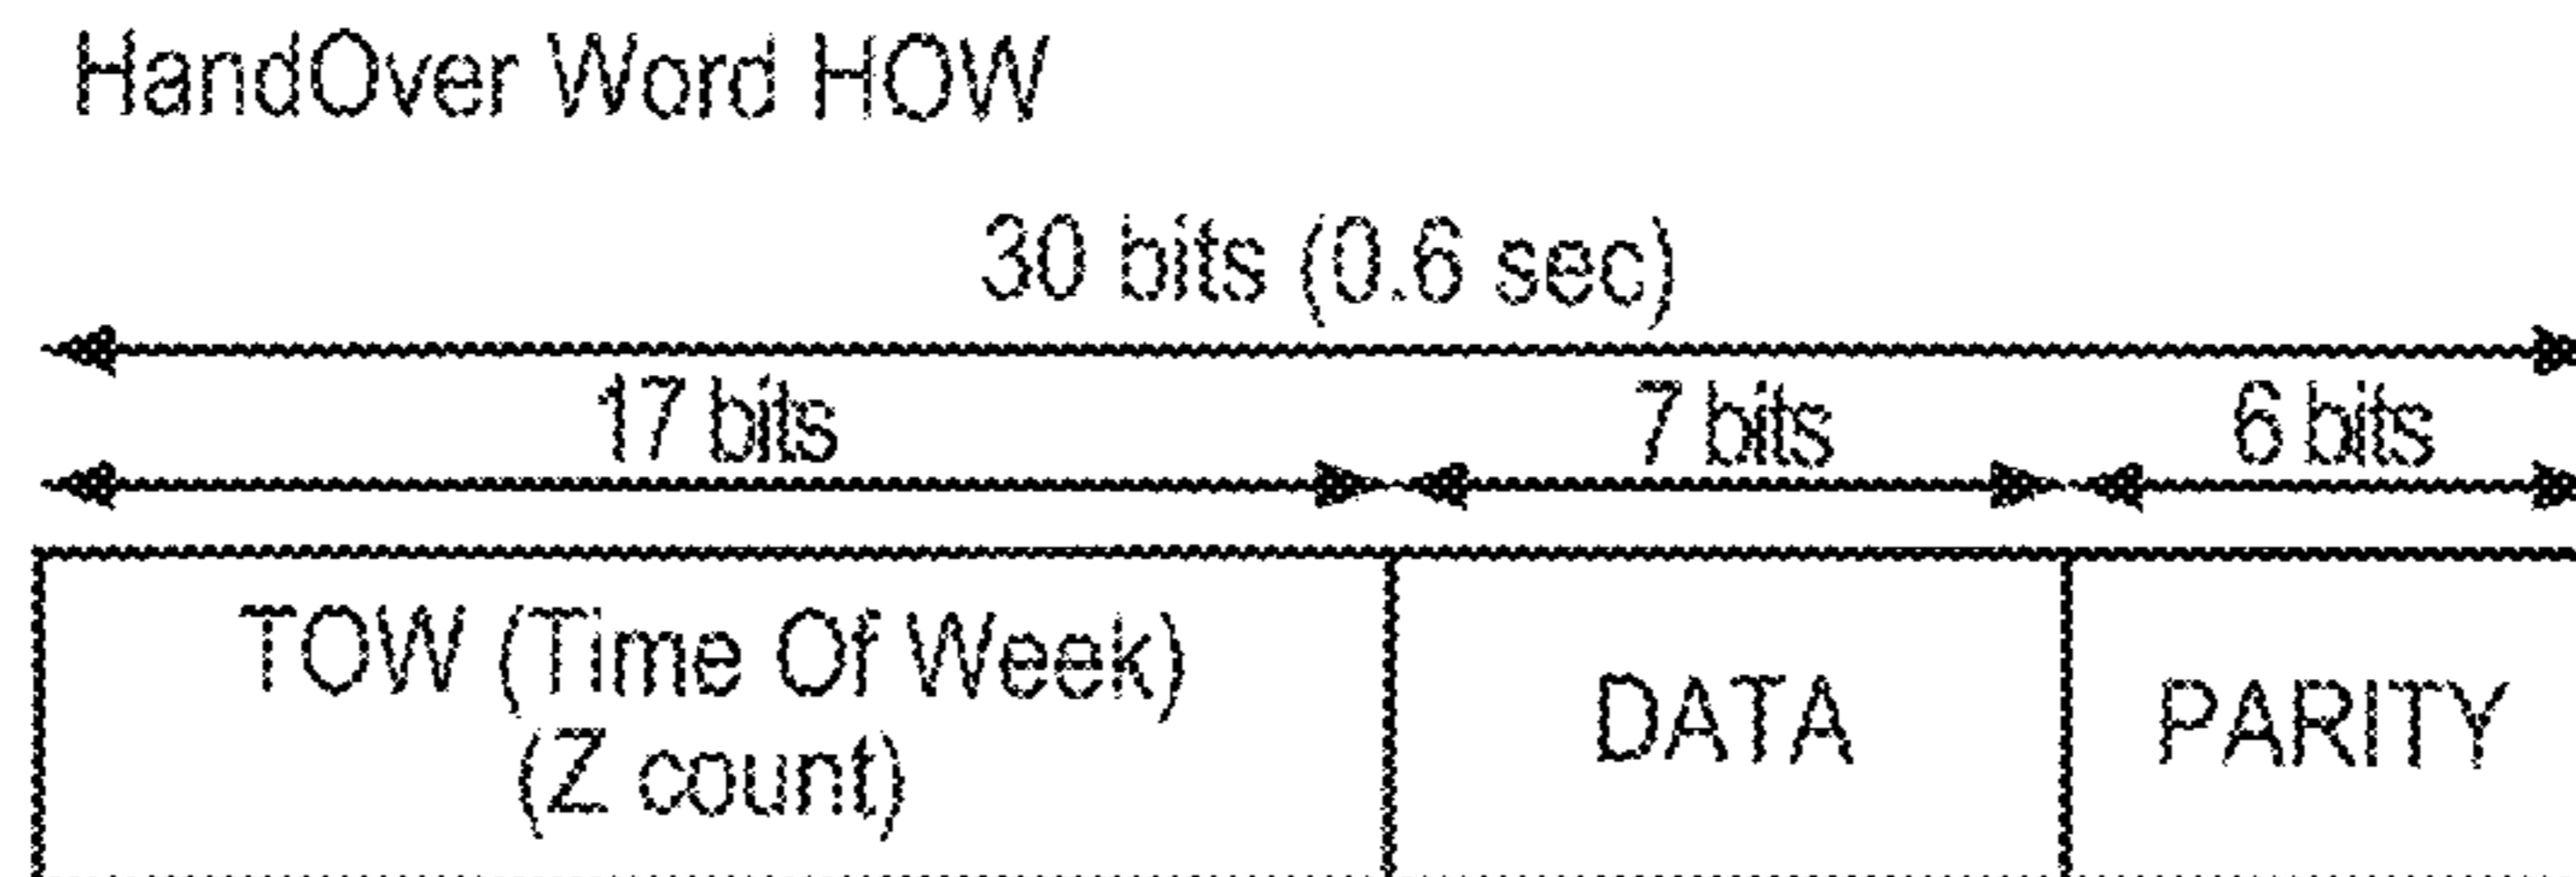 HandOver Word HOW
30 bits (0.6 sec)
17 bits 7 bits 6 bits
TOW (Time Of Week)
(Z count)
DATA
PARITY